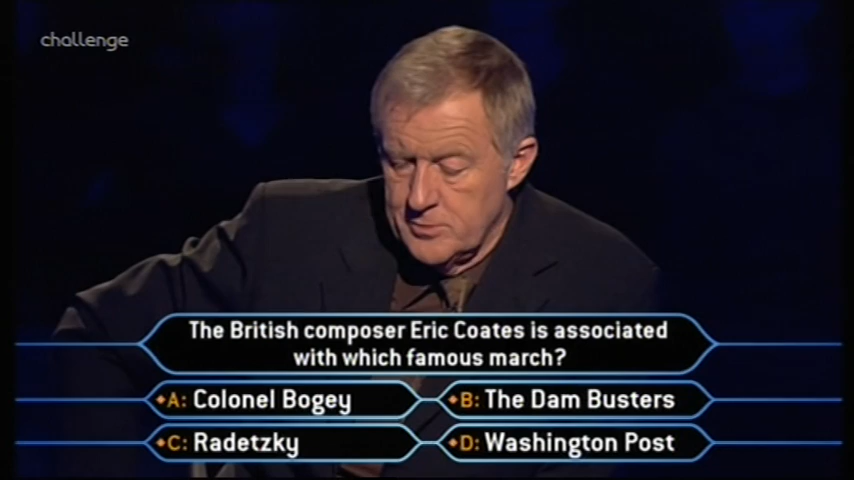 challenge
The British composer Eric Coates is associated
with which famous march?
A: Colonel Bogey
B: The Dam Busters
C: Radetzky
D: Washington Post